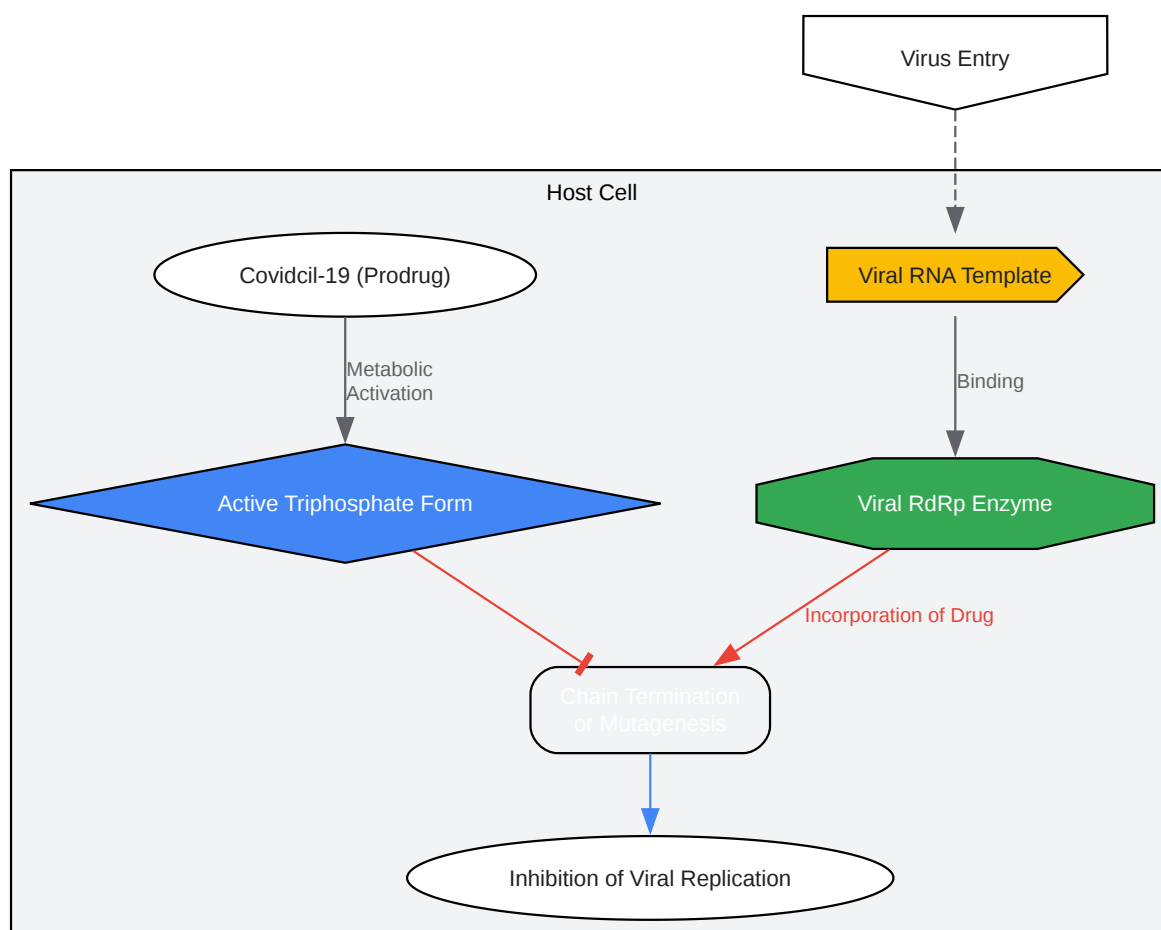 Virus Entry
Host Cell
Covidcil-19 (Prodrug)
Viral RNA Template
Metabolic
Activation
Binding
Active Triphosphate Form
Viral RdRp Enzyme
Incorporation of Drug
Chain Termination
or Mutagenesis
Inhibition of Viral Replication